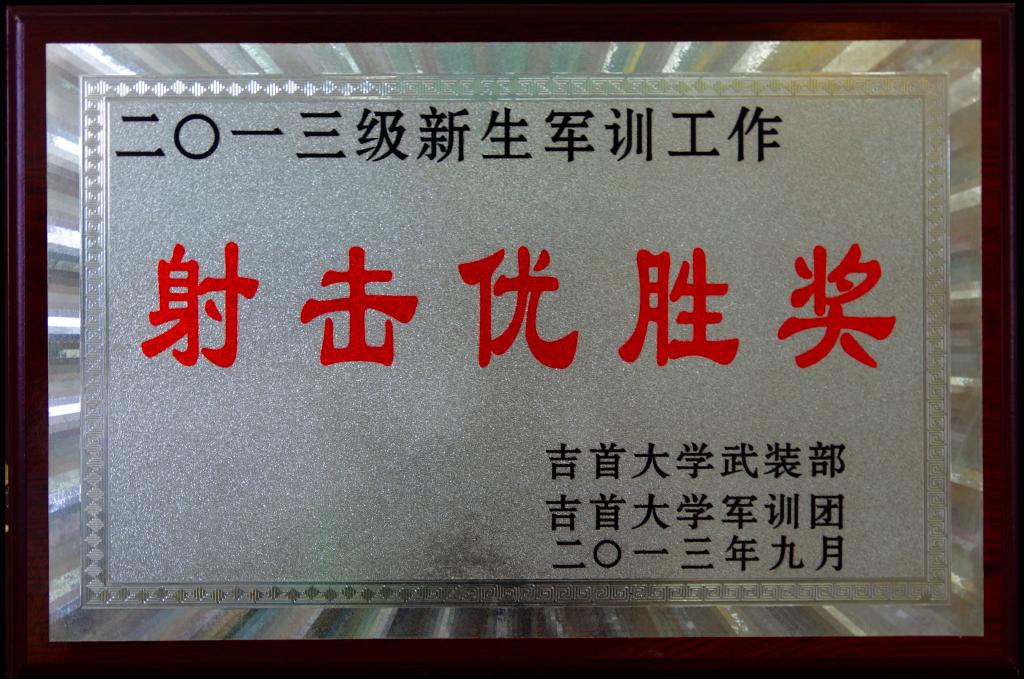 二〇一三级新生军训工作
射击优胜奖
吉首大学武装部
吉首大学军训团
二〇一三年九月